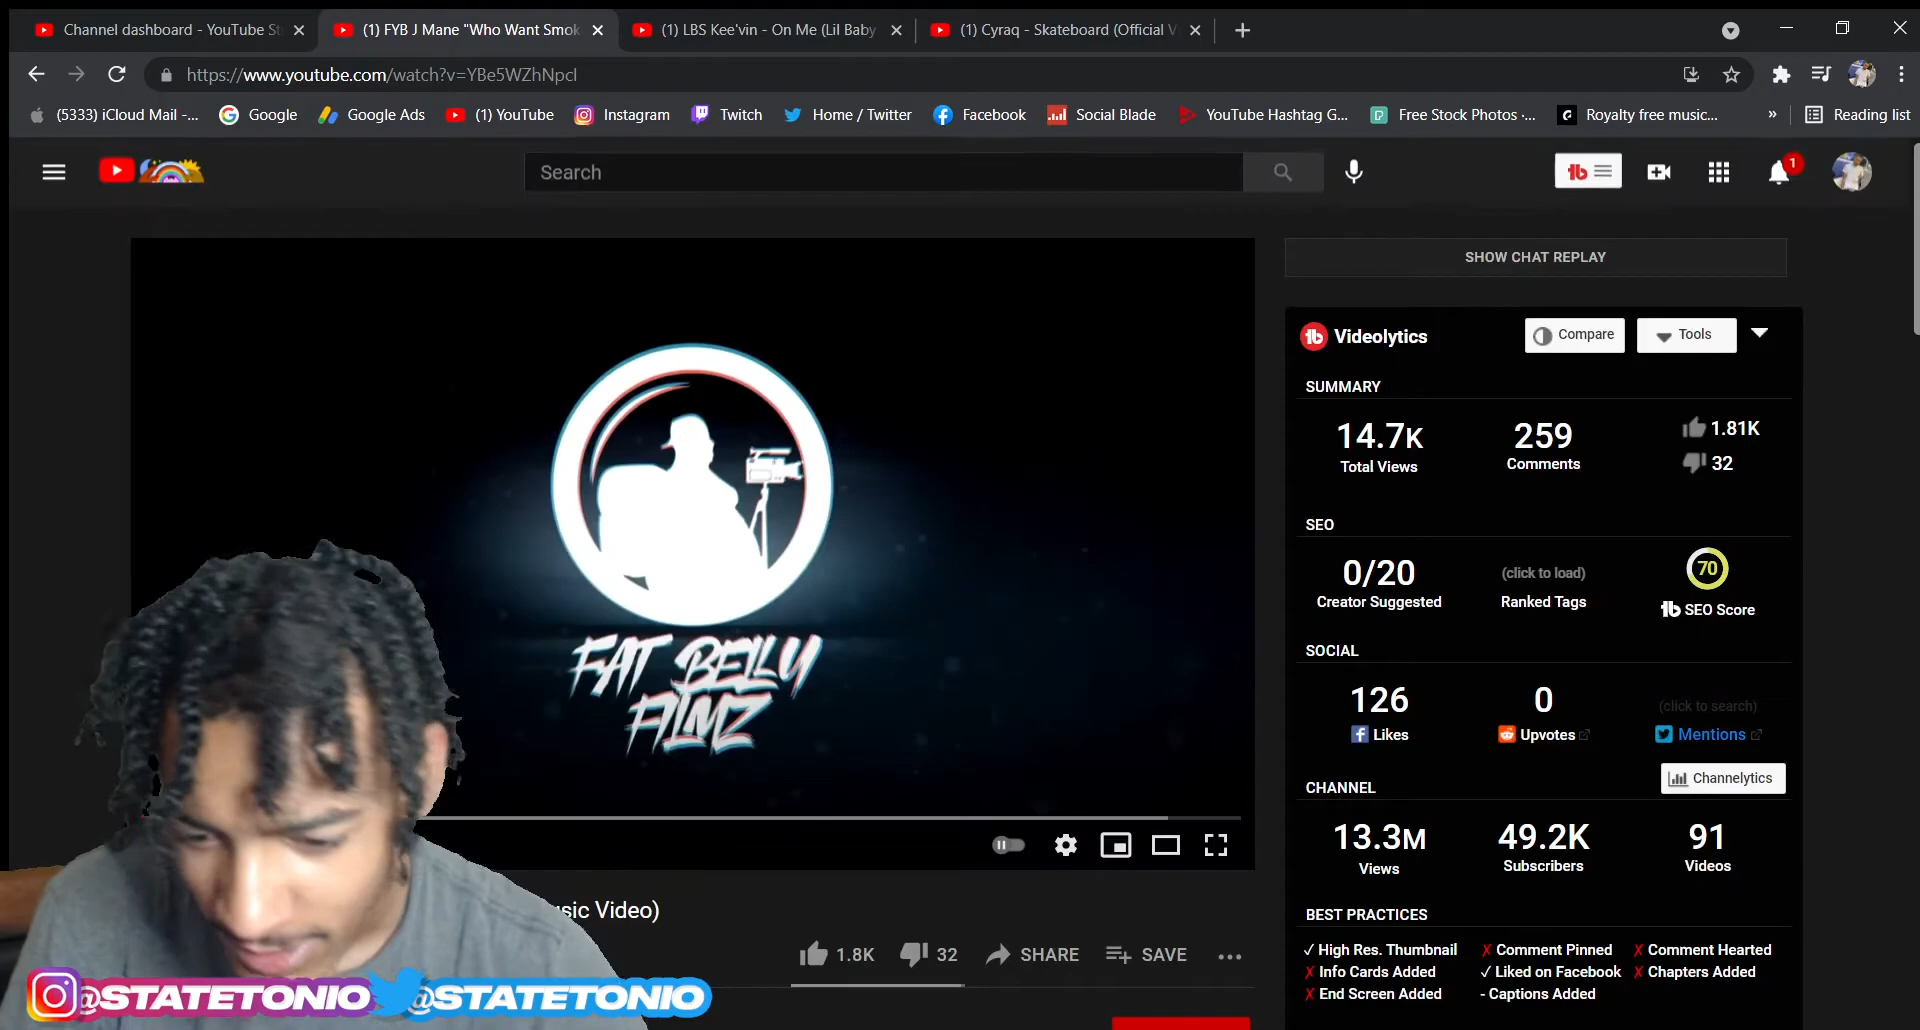 Channel dashboard - YouTube St
(1) FYB J Mane "Who Want Smok
(1) LBS Kee'vin - On Me (Lil Baby
(1) Cyraq - Skateboard (Official V
https://www.youtube.com/watch?v=YBe5WZhNpcI
(5333) iCloud Mail -...
Google
Google Ads
(1) YouTube
Instagram
Twitch
Home / Twitter
Facebook
Social Blade
YouTube Hashtag G...
Free Stock Photos ·...
Royalty free music...
»
Reading list
Search
1
SHOW CHAT REPLAY
FAT BELLY
FILMZ
Videolytics
Compare
Tools
SUMMARY
14.7K
Total Views
259
Comments
1.81K
32
SEO
0/20
Creator Suggested
(click to load)
Ranked Tags
70
SEO Score
SOCIAL
126
Likes
0
Upvotes
(click to search)
Mentions
CHANNEL
Channelytics
13.3M
Views
49.2K
Subscribers
91
Videos
BEST PRACTICES
✓ High Res. Thumbnail
✗ Comment Pinned
✗ Comment Hearted
✗ Info Cards Added
✓ Liked on Facebook
✗ Chapters Added
✗ End Screen Added
- Captions Added
sic Video)
1.8K
32
SHARE
SAVE
@STATETONIO
@STATETONIO